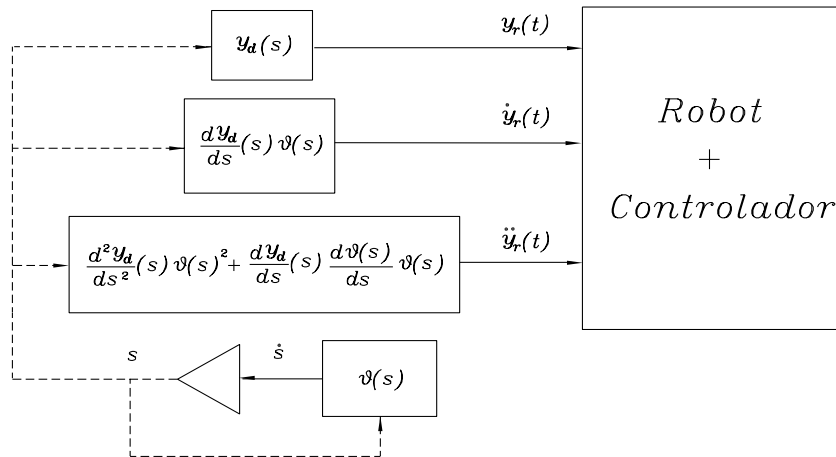 y_d(s)
y_r(t)
dy_d/ds (s) ϑ(s)
ẏ_r(t)
d²y_d/ds² (s) ϑ(s)² + dy_d/ds (s) dϑ(s)/ds ϑ(s)
ÿ_r(t)
Robot
+
Controlador
s
ṡ
ϑ(s)